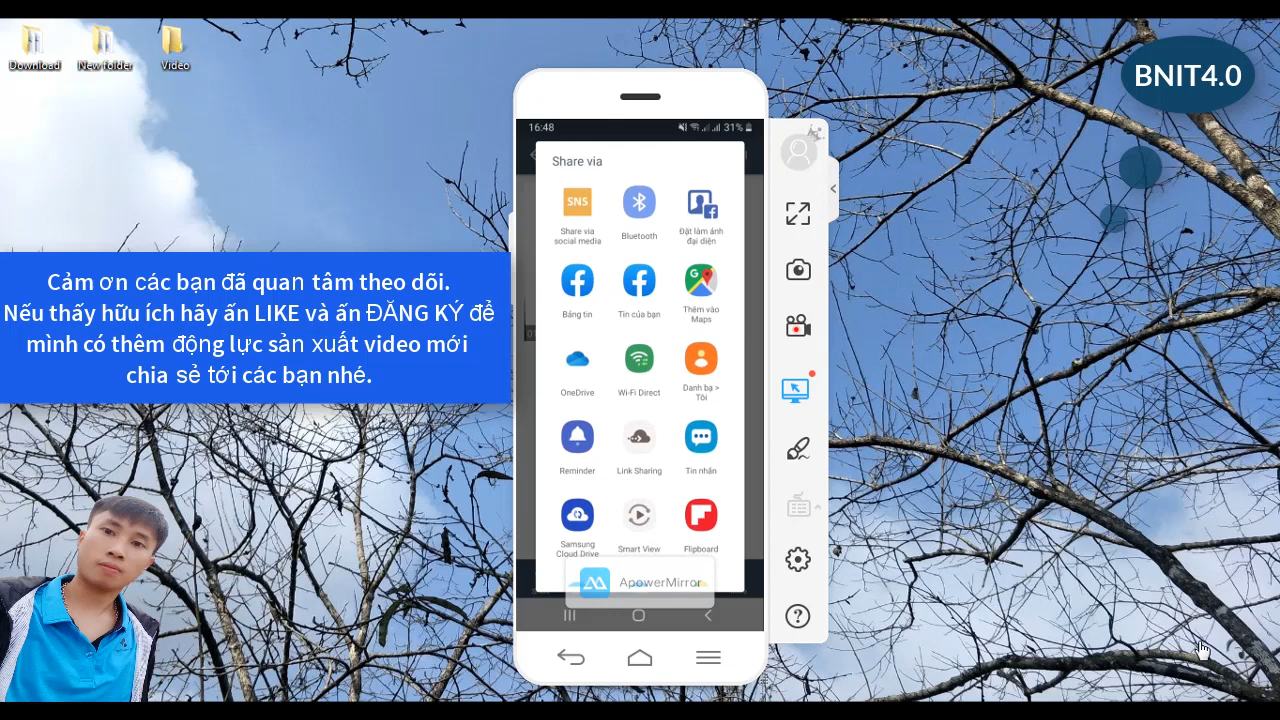 Download
New folder
Video
BNIT4.0
16:48
31%
Share via
SNS
Share via
social media
Bluetooth
Đặt làm ảnh
đại diện
Bảng tin
Tin của bạn
Thêm vào
Maps
OneDrive
Wi-Fi Direct
Danh bạ >
Tôi
Reminder
Link Sharing
Tin nhắn
Samsung
Cloud Drive
Smart View
Flipboard
ApowerMirror
Cảm ơn các bạn đã quan tâm theo dõi.
Nếu thấy hữu ích hãy ấn LIKE và ấn ĐĂNG KÝ để
mình có thêm động lực sản xuất video mới
chia sẻ tới các bạn nhé.